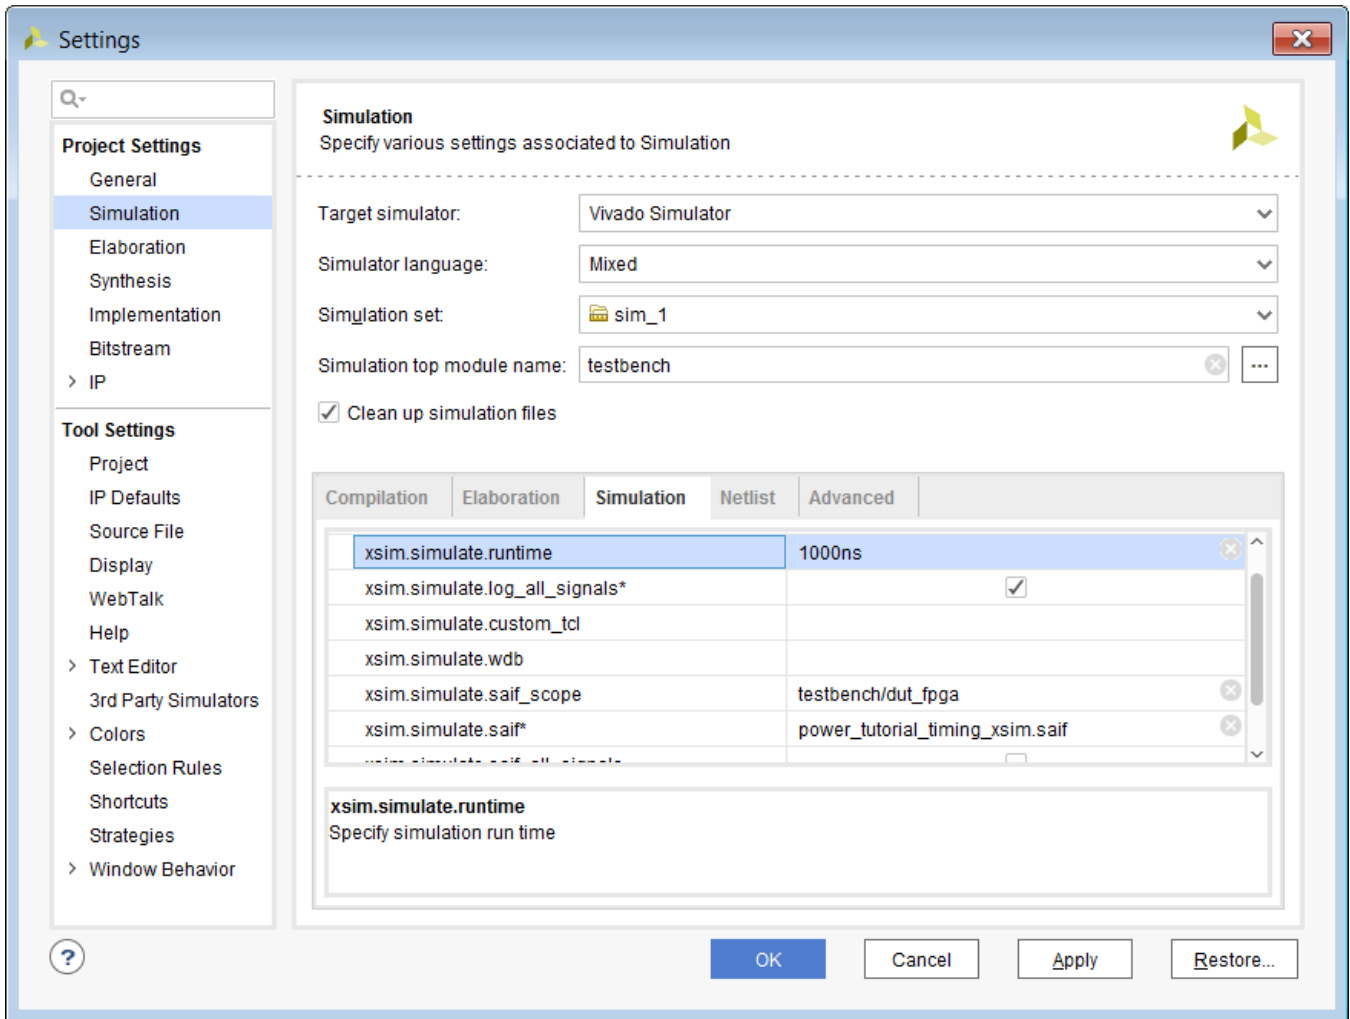 Settings
Project Settings
General
Simulation
Elaboration
Synthesis
Implementation
Bitstream
IP
Tool Settings
Project
IP Defaults
Source File
Display
WebTalk
Help
Text Editor
3rd Party Simulators
Colors
Selection Rules
Shortcuts
Strategies
Window Behavior
Simulation
Specify various settings associated to Simulation
Target simulator: Vivado Simulator
Simulator language: Mixed
Simulation set: sim_1
Simulation top module name: testbench ...
Clean up simulation files
Compilation Elaboration Simulation Netlist Advanced
xsim.simulate.runtime 1000ns
xsim.simulate.log_all_signals*
xsim.simulate.custom_tcl
xsim.simulate.wdb
xsim.simulate.saif_scope testbench/dut_fpga
xsim.simulate.saif* power_tutorial_timing_xsim.saif
xsim.simulate.saif_all_signals
xsim.simulate.runtime
Specify simulation run time
? OK Cancel Apply Restore...